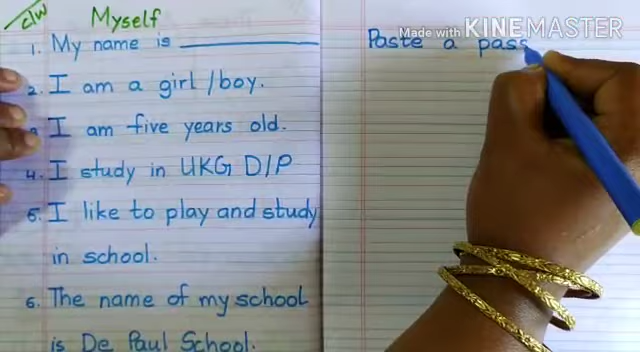 c/w
Myself
1. My name is
2. I am a girl/boy.
3. I am five years old.
4. I study in UKG D/P
5. I like to play and study
in school.
6. The name of my school
is De Paul School.
Made with KINEMASTER
Paste a pass